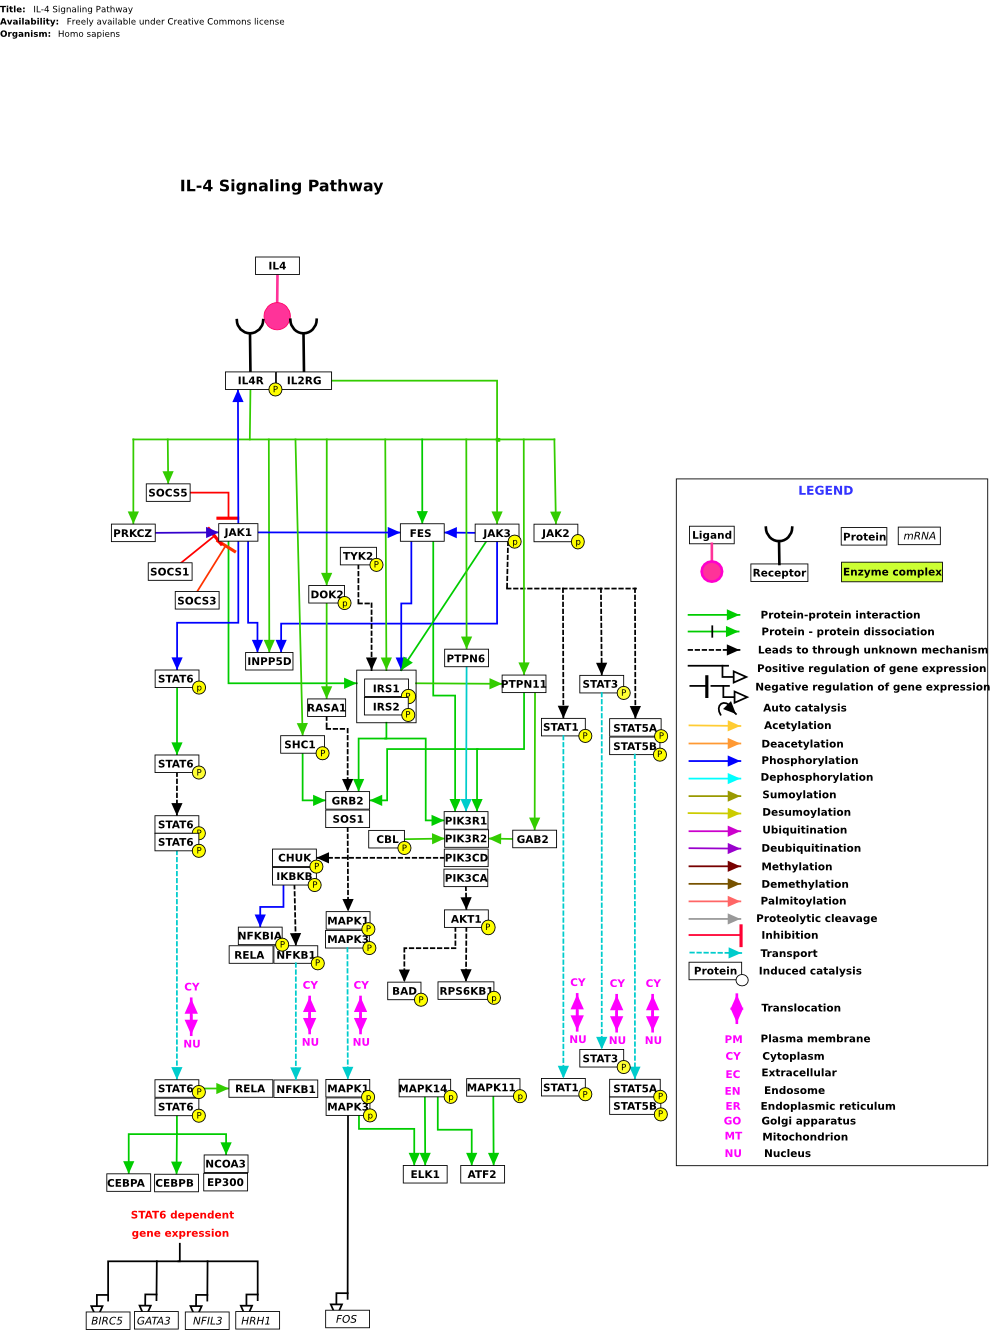 Title: IL-4 Signaling Pathway
Availability: Freely available under Creative Commons license
Organism: Homo sapiens
IL-4 Signaling Pathway
IL4
IL4R P IL2RG
SOCS5
PRKCZ JAK1 FES JAK3 p JAK2 p
TYK2 P
SOCS1
SOCS3
DOK2 p
INPP5D PTPN6
STAT6 p
IRS1 P
IRS2 P
PTPN11 STAT3 P
RASA1
STAT1 P STAT5A P
STAT5B P
SHC1 P
STAT6 P
GRB2
SOS1
PIK3R1
PIK3R2
PIK3CD
PIK3CA
CBL P GAB2
STAT6 P
STAT6 P
CHUK P
IKBKB P
MAPK1 P
MAPK3 P
AKT1 P
NFKBIA P
RELA NFKB1 P
BAD P RPS6KB1 p
CY CY CY CY CY CY
NU NU NU NU NU NU
STAT3 P
STAT6 P RELA NFKB1 MAPK1 p MAPK14 p MAPK11 p STAT1 P STAT5A P
STAT6 P MAPK3 p STAT5B P
NCOA3
EP300
CEBPA CEBPB ELK1 ATF2
STAT6 dependent
gene expression
BIRC5 GATA3 NFIL3 HRH1 FOS
LEGEND
Ligand Protein mRNA
Receptor Enzyme complex
Protein-protein interaction
Protein - protein dissociation
Leads to through unknown mechanism
Positive regulation of gene expression
Negative regulation of gene expression
Auto catalysis
Acetylation
Deacetylation
Phosphorylation
Dephosphorylation
Sumoylation
Desumoylation
Ubiquitination
Deubiquitination
Methylation
Demethylation
Palmitoylation
Proteolytic cleavage
Inhibition
Transport
Protein Induced catalysis
Translocation
PM Plasma membrane
CY Cytoplasm
EC Extracellular
EN Endosome
ER Endoplasmic reticulum
GO Golgi apparatus
MT Mitochondrion
NU Nucleus